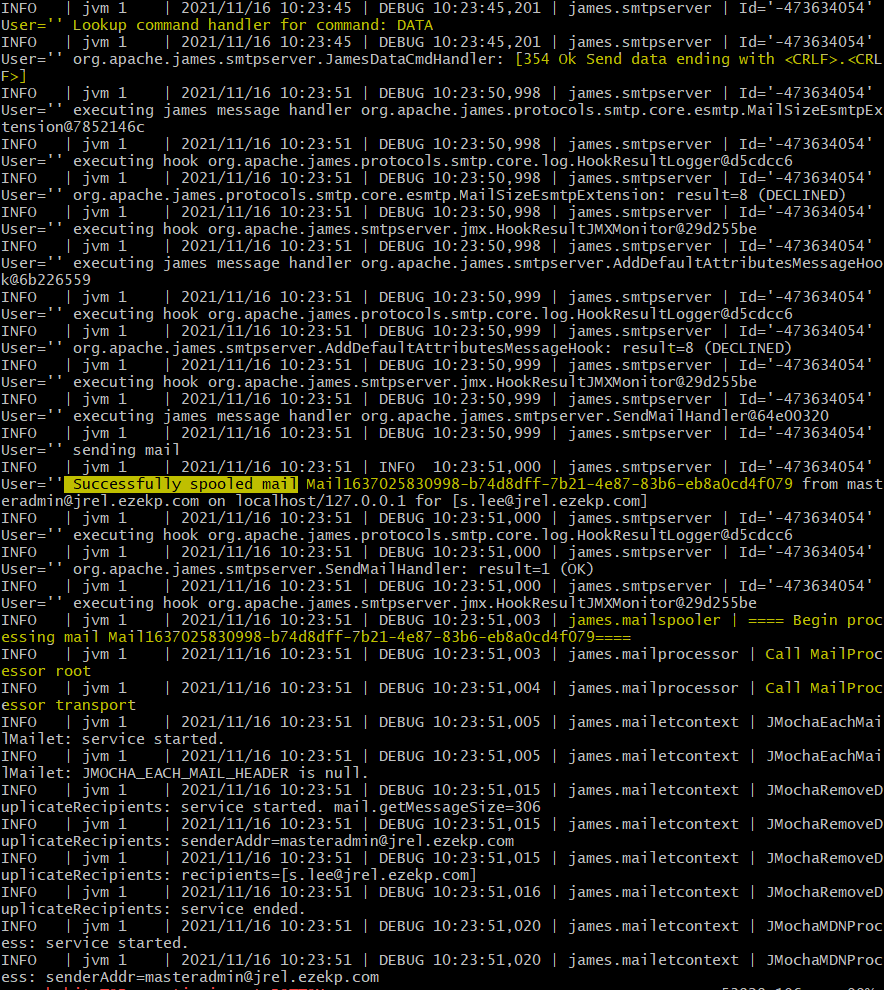 INFO   | jvm 1    | 2021/11/16 10:23:45 | DEBUG 10:23:45,201 | james.smtpserver | Id='-473634054'
User='' Lookup command handler for command: DATA
INFO   | jvm 1    | 2021/11/16 10:23:45 | DEBUG 10:23:45,201 | james.smtpserver | Id='-473634054'
User='' org.apache.james.smtpserver.JamesDataCmdHandler: [354 Ok Send data ending with <CRLF>.<CRL
F>]
INFO   | jvm 1    | 2021/11/16 10:23:51 | DEBUG 10:23:50,998 | james.smtpserver | Id='-473634054'
User='' executing james message handler org.apache.james.protocols.smtp.core.esmtp.MailSizeEsmtpEx
tension@7852146c
INFO   | jvm 1    | 2021/11/16 10:23:51 | DEBUG 10:23:50,998 | james.smtpserver | Id='-473634054'
User='' executing hook org.apache.james.protocols.smtp.core.log.HookResultLogger@d5cdcc6
INFO   | jvm 1    | 2021/11/16 10:23:51 | DEBUG 10:23:50,998 | james.smtpserver | Id='-473634054'
User='' org.apache.james.protocols.smtp.core.esmtp.MailSizeEsmtpExtension: result=8 (DECLINED)
INFO   | jvm 1    | 2021/11/16 10:23:51 | DEBUG 10:23:50,998 | james.smtpserver | Id='-473634054'
User='' executing hook org.apache.james.smtpserver.jmx.HookResultJMXMonitor@29d255be
INFO   | jvm 1    | 2021/11/16 10:23:51 | DEBUG 10:23:50,998 | james.smtpserver | Id='-473634054'
User='' executing james message handler org.apache.james.smtpserver.AddDefaultAttributesMessageHoo
k@6b226559
INFO   | jvm 1    | 2021/11/16 10:23:51 | DEBUG 10:23:50,999 | james.smtpserver | Id='-473634054'
User='' executing hook org.apache.james.protocols.smtp.core.log.HookResultLogger@d5cdcc6
INFO   | jvm 1    | 2021/11/16 10:23:51 | DEBUG 10:23:50,999 | james.smtpserver | Id='-473634054'
User='' org.apache.james.smtpserver.AddDefaultAttributesMessageHook: result=8 (DECLINED)
INFO   | jvm 1    | 2021/11/16 10:23:51 | DEBUG 10:23:50,999 | james.smtpserver | Id='-473634054'
User='' executing hook org.apache.james.smtpserver.jmx.HookResultJMXMonitor@29d255be
INFO   | jvm 1    | 2021/11/16 10:23:51 | DEBUG 10:23:50,999 | james.smtpserver | Id='-473634054'
User='' executing james message handler org.apache.james.smtpserver.SendMailHandler@64e00320
INFO   | jvm 1    | 2021/11/16 10:23:51 | DEBUG 10:23:50,999 | james.smtpserver | Id='-473634054'
User='' sending mail
INFO   | jvm 1    | 2021/11/16 10:23:51 | INFO  10:23:51,000 | james.smtpserver | Id='-473634054'
User='' Successfully spooled mail Mail1637025830998-b74d8dff-7b21-4e87-83b6-eb8a0cd4f079 from mast
eradmin@jrel.ezekp.com on localhost/127.0.0.1 for [s.lee@jrel.ezekp.com]
INFO   | jvm 1    | 2021/11/16 10:23:51 | DEBUG 10:23:51,000 | james.smtpserver | Id='-473634054'
User='' executing hook org.apache.james.protocols.smtp.core.log.HookResultLogger@d5cdcc6
INFO   | jvm 1    | 2021/11/16 10:23:51 | DEBUG 10:23:51,000 | james.smtpserver | Id='-473634054'
User='' org.apache.james.smtpserver.SendMailHandler: result=1 (OK)
INFO   | jvm 1    | 2021/11/16 10:23:51 | DEBUG 10:23:51,000 | james.smtpserver | Id='-473634054'
User='' executing hook org.apache.james.smtpserver.jmx.HookResultJMXMonitor@29d255be
INFO   | jvm 1    | 2021/11/16 10:23:51 | DEBUG 10:23:51,003 | james.mailspooler | ==== Begin proc
essing mail Mail1637025830998-b74d8dff-7b21-4e87-83b6-eb8a0cd4f079====
INFO   | jvm 1    | 2021/11/16 10:23:51 | DEBUG 10:23:51,003 | james.mailprocessor | Call MailProc
essor root
INFO   | jvm 1    | 2021/11/16 10:23:51 | DEBUG 10:23:51,004 | james.mailprocessor | Call MailProc
essor transport
INFO   | jvm 1    | 2021/11/16 10:23:51 | DEBUG 10:23:51,005 | james.mailetcontext | JMochaEachMai
lMailet: service started.
INFO   | jvm 1    | 2021/11/16 10:23:51 | DEBUG 10:23:51,005 | james.mailetcontext | JMochaEachMai
lMailet: JMOCHA_EACH_MAIL_HEADER is null.
INFO   | jvm 1    | 2021/11/16 10:23:51 | DEBUG 10:23:51,015 | james.mailetcontext | JMochaRemoveD
uplicateRecipients: service started. mail.getMessageSize=306
INFO   | jvm 1    | 2021/11/16 10:23:51 | DEBUG 10:23:51,015 | james.mailetcontext | JMochaRemoveD
uplicateRecipients: senderAddr=masteradmin@jrel.ezekp.com
INFO   | jvm 1    | 2021/11/16 10:23:51 | DEBUG 10:23:51,015 | james.mailetcontext | JMochaRemoveD
uplicateRecipients: recipients=[s.lee@jrel.ezekp.com]
INFO   | jvm 1    | 2021/11/16 10:23:51 | DEBUG 10:23:51,016 | james.mailetcontext | JMochaRemoveD
uplicateRecipients: service ended.
INFO   | jvm 1    | 2021/11/16 10:23:51 | DEBUG 10:23:51,020 | james.mailetcontext | JMochaMDNProc
ess: service started.
INFO   | jvm 1    | 2021/11/16 10:23:51 | DEBUG 10:23:51,020 | james.mailetcontext | JMochaMDNProc
ess: senderAddr=masteradmin@jrel.ezekp.com